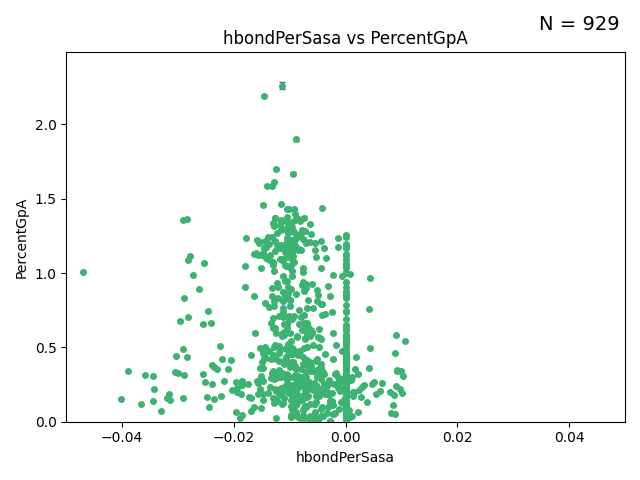 N = 929
hbondPerSasa vs PercentGpA
2.0
1.5
1.0
0.5
0.0
PercentGpA
−0.04 −0.02 0.00 0.02 0.04
hbondPerSasa